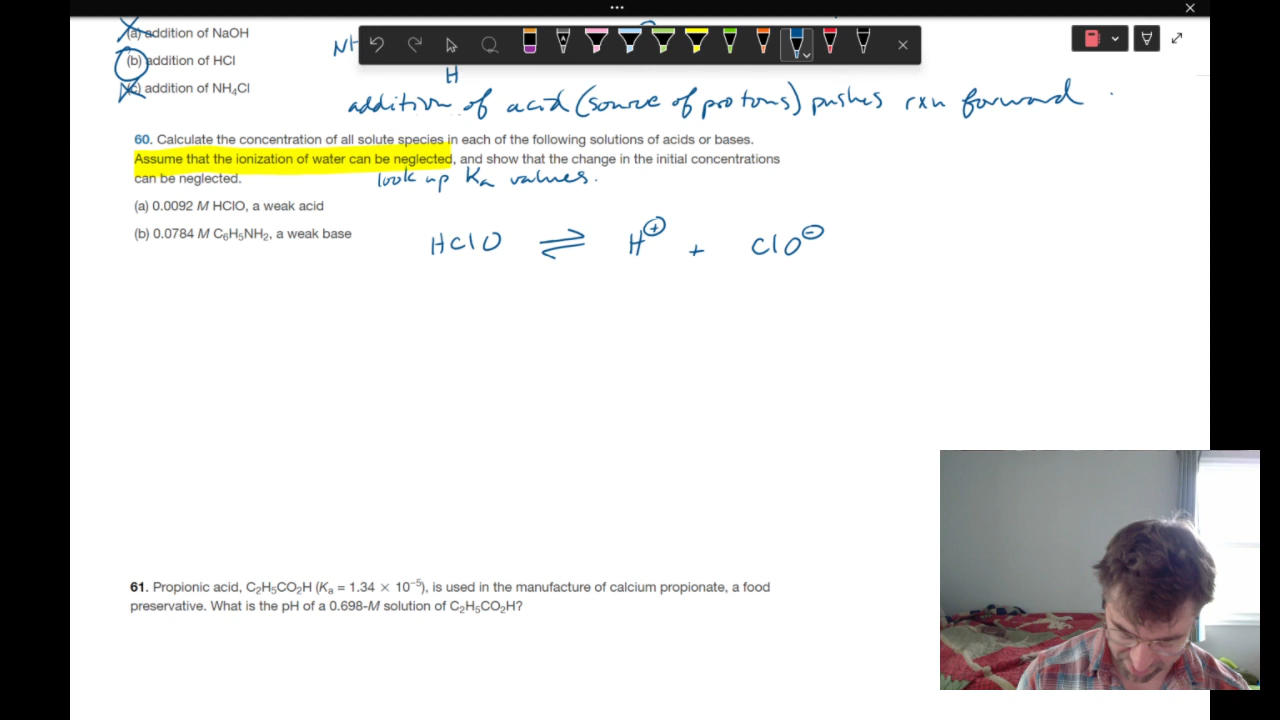 (a) addition of NaOH
NH
(b) addition of HCl
H
(c) addition of NH₄Cl
addition of acid (source of protons) pushes rxn forward
60. Calculate the concentration of all solute species in each of the following solutions of acids or bases.
Assume that the ionization of water can be neglected, and show that the change in the initial concentrations
can be neglected.
look up Ka values.
(a) 0.0092 M HClO, a weak acid
(b) 0.0784 M C₆H₅NH₂, a weak base
HClO ⇌ H⊕ + ClO⊖
61. Propionic acid, C₂H₅CO₂H (Kₐ = 1.34 × 10⁻⁵), is used in the manufacture of calcium propionate, a food
preservative. What is the pH of a 0.698-M solution of C₂H₅CO₂H?